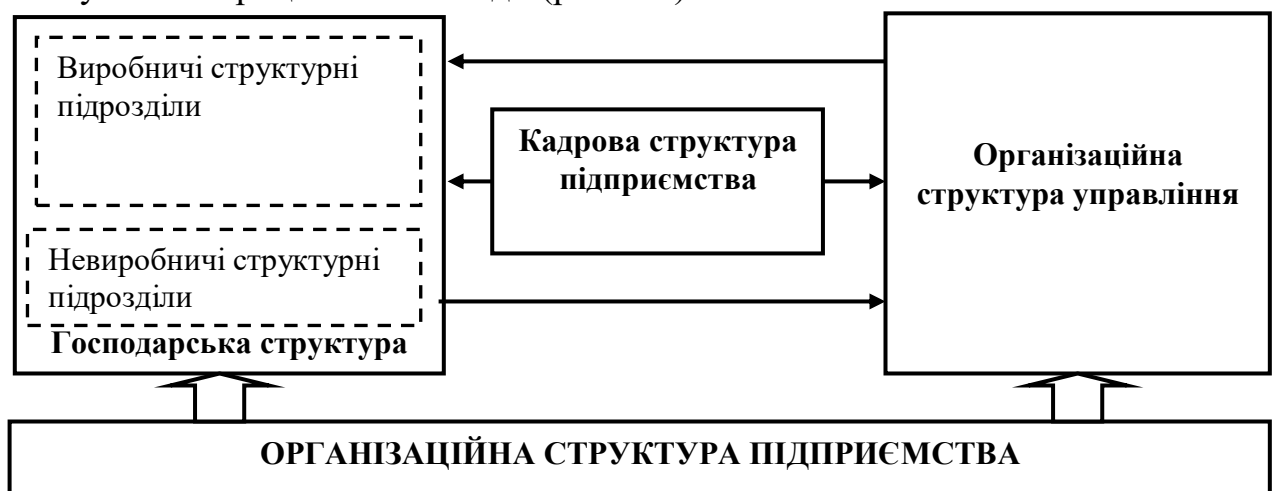 Виробничі структурні
підрозділи
Кадрова структура
підприємства
Організаційна
структура управління
Невиробничі структурні
підрозділи
Господарська структура
ОРГАНІЗАЦІЙНА СТРУКТУРА ПІДПРИЄМСТВА